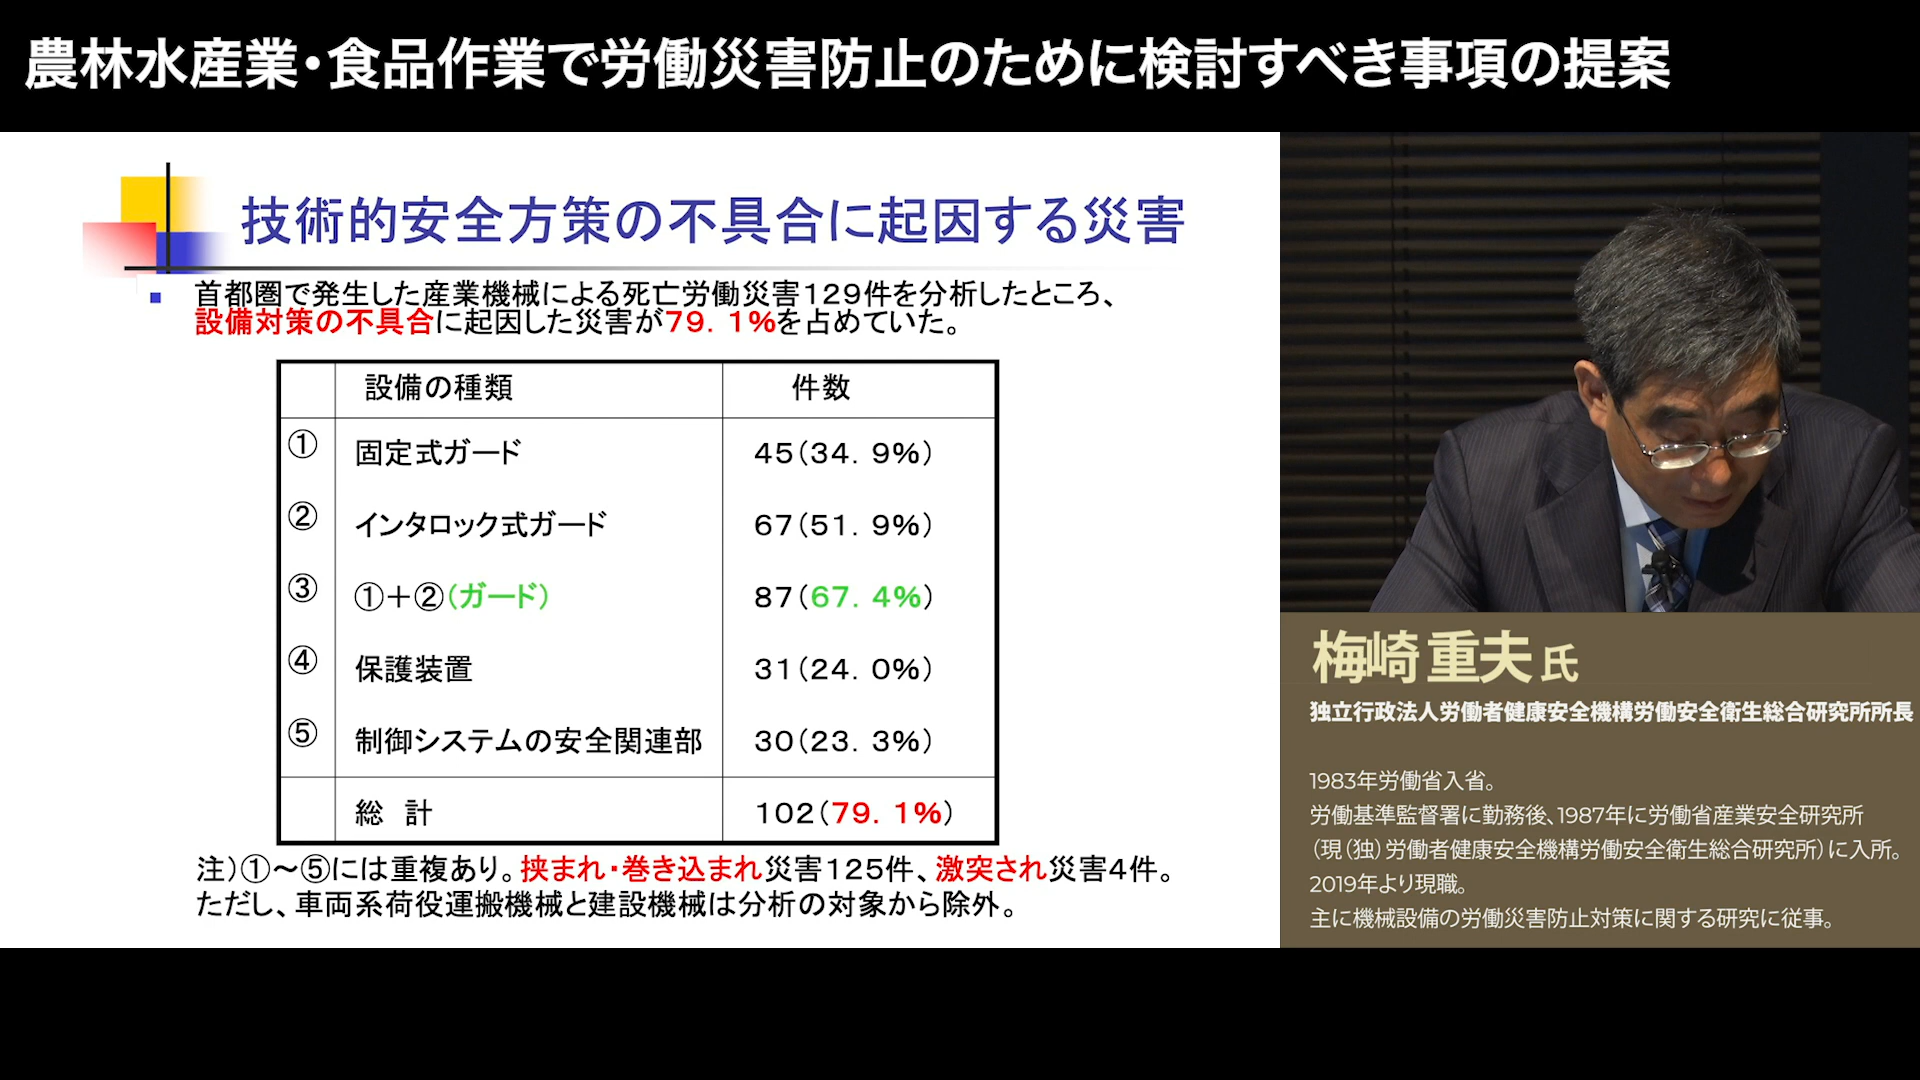 農林水産業・食品作業で労働災害防止のために検討すべき事項の提案
技術的安全方策の不具合に起因する災害
首都圏で発生した産業機械による死亡労働災害129件を分析したところ、
設備対策の不具合に起因した災害が79．1%を占めていた。
設備の種類 件数
① 固定式ガード 45(34．9%)
② インタロック式ガード 67(51．9%)
③ ①＋②(ガード) 87(67．4%)
④ 保護装置 31(24．0%)
⑤ 制御システムの安全関連部 30(23．3%)
総 計 102(79．1%)
注)①～⑤には重複あり。挟まれ・巻き込まれ災害125件、激突され災害4件。
ただし、車両系荷役運搬機械と建設機械は分析の対象から除外。
梅崎 重夫 氏
独立行政法人労働者健康安全機構労働安全衛生総合研究所所長
1983年労働省入省。
労働基準監督署に勤務後、1987年に労働省産業安全研究所
(現(独)労働者健康安全機構労働安全衛生総合研究所)に入所。
2019年より現職。
主に機械設備の労働災害防止対策に関する研究に従事。